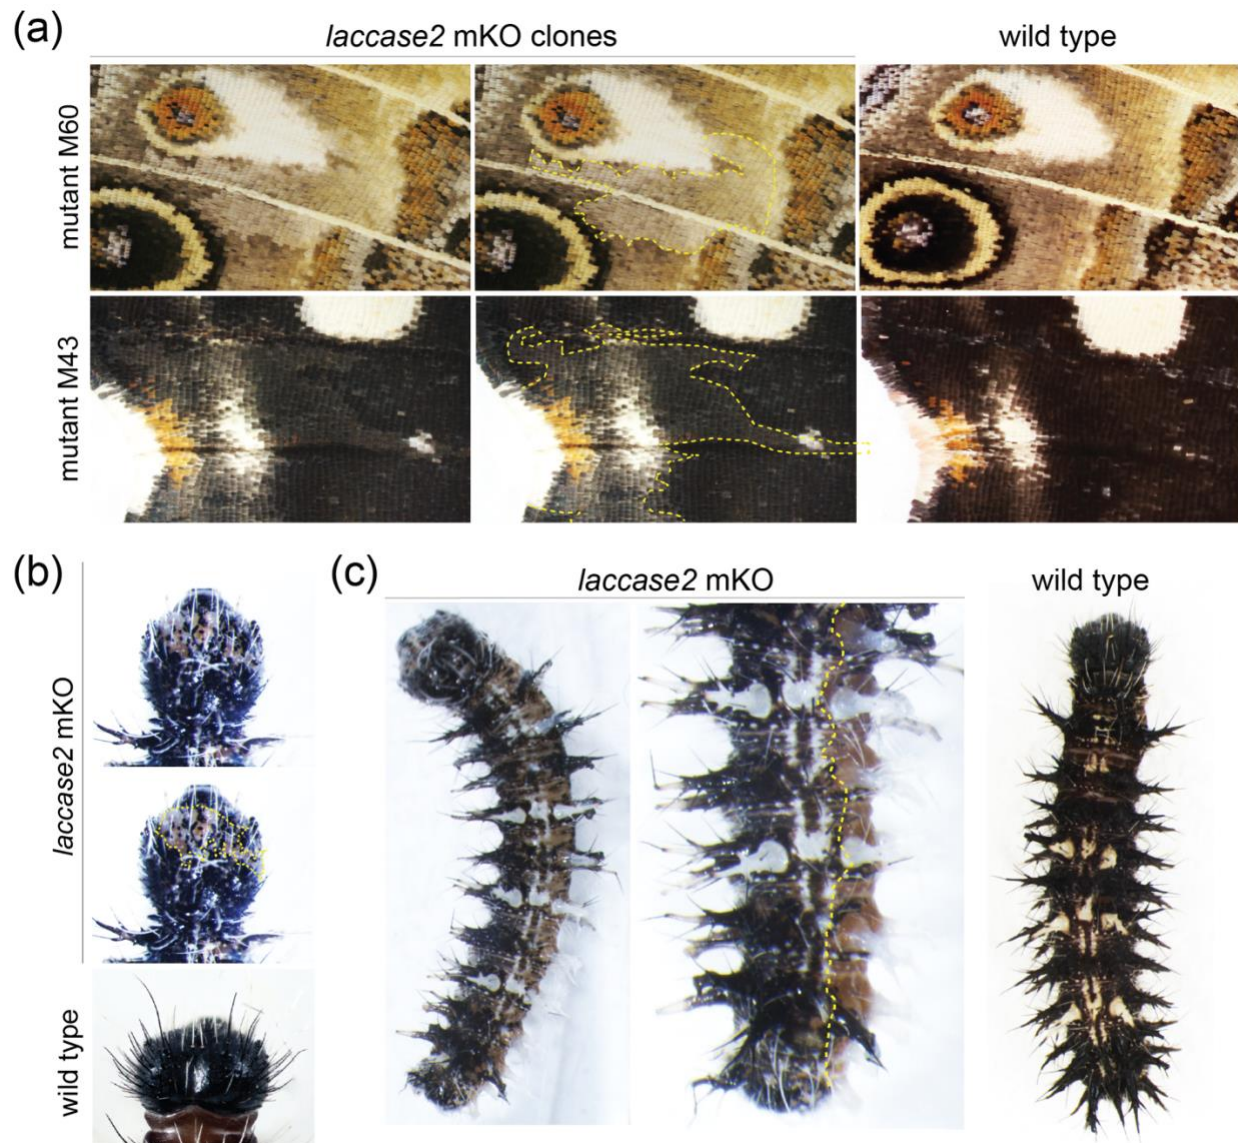 (a)
laccase2 mKO clones
wild type
mutant M60
mutant M43
(b)
laccase2 mKO
wild type
(c)
laccase2 mKO
wild type